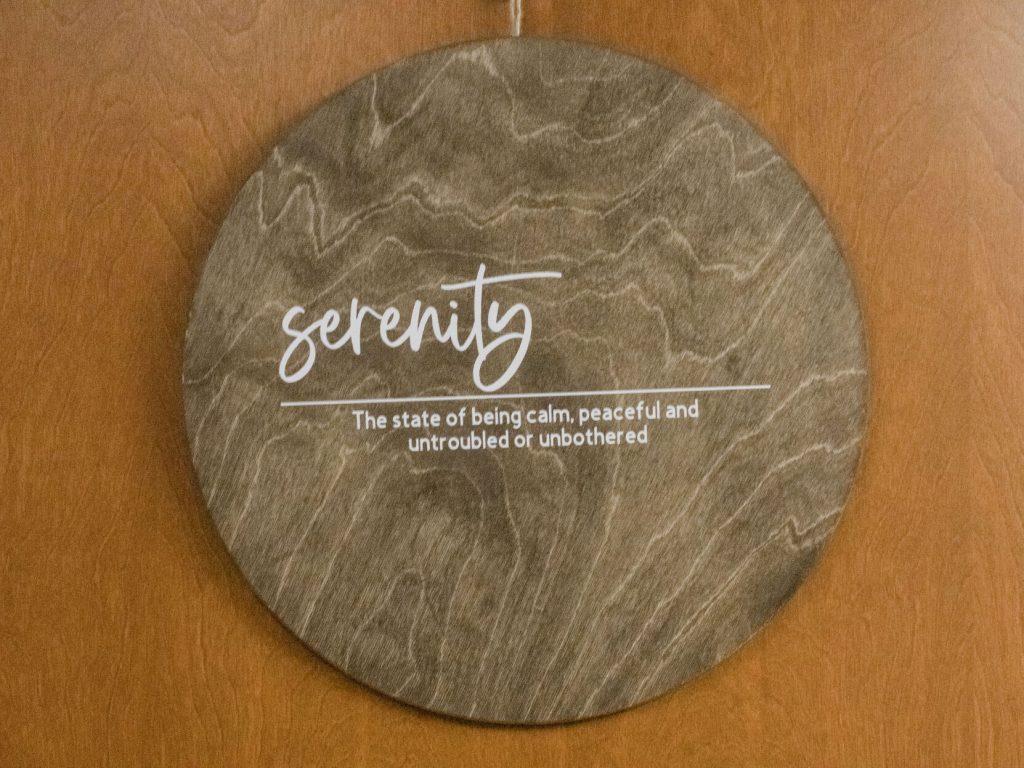 serenity
The state of being calm, peaceful and
untroubled or unbothered